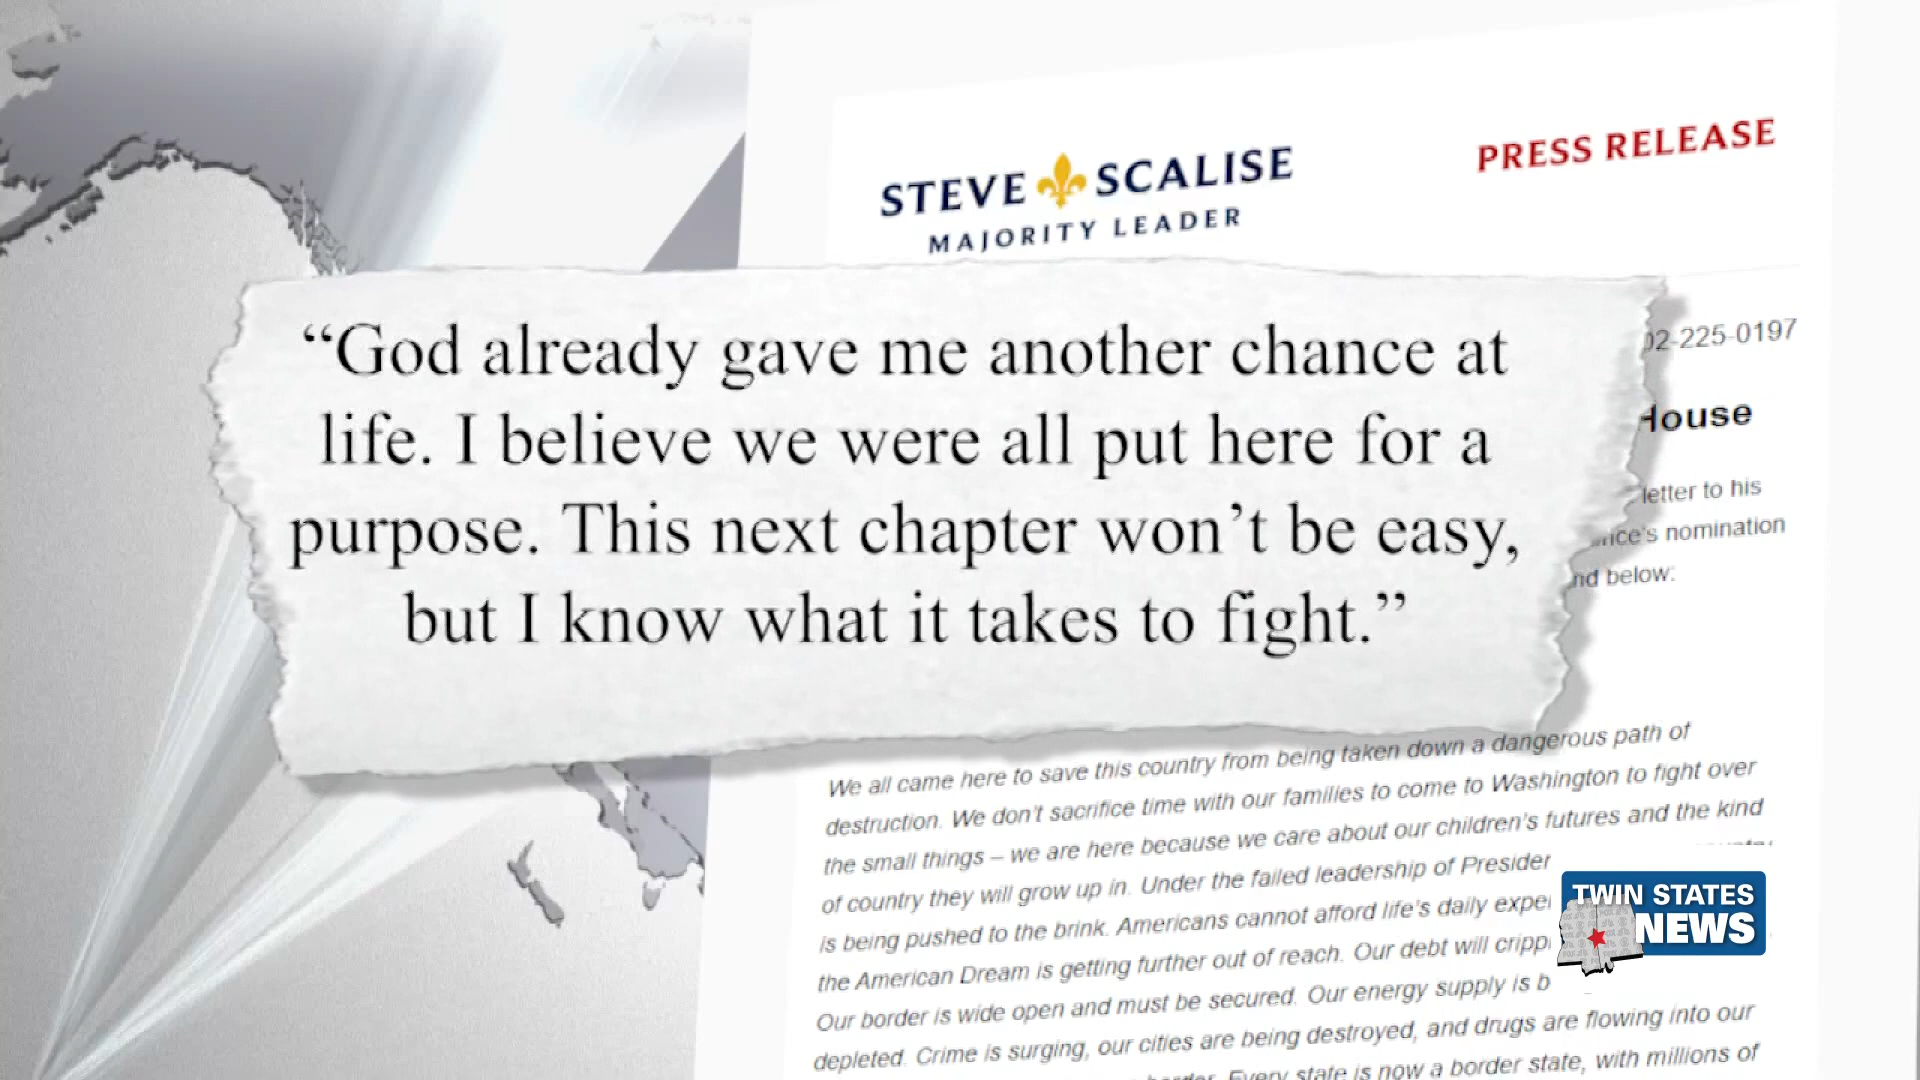 STEVE SCALISE
MAJORITY LEADER
PRESS RELEASE
02-225-0197
House
letter to his
nomination
below:
“God already gave me another chance at
life. I believe we were all put here for a
purpose. This next chapter won’t be easy,
but I know what it takes to fight.”
We all came here to save this country from being taken down a dangerous path of
destruction. We don't sacrifice time with our families to come to Washington to fight over
the small things – we are here because we care about our children's futures and the kind
of country they will grow up in. Under the failed leadership of
is being pushed to the brink. Americans cannot afford life's daily
the American Dream is getting further out of reach. Our debt will
Our border is wide open and must be secured. Our energy supply is
depleted. Crime is surging, our cities are being destroyed, and drugs are flowing into our
Every state is now a border state, with millions of
TWIN STATES
NEWS